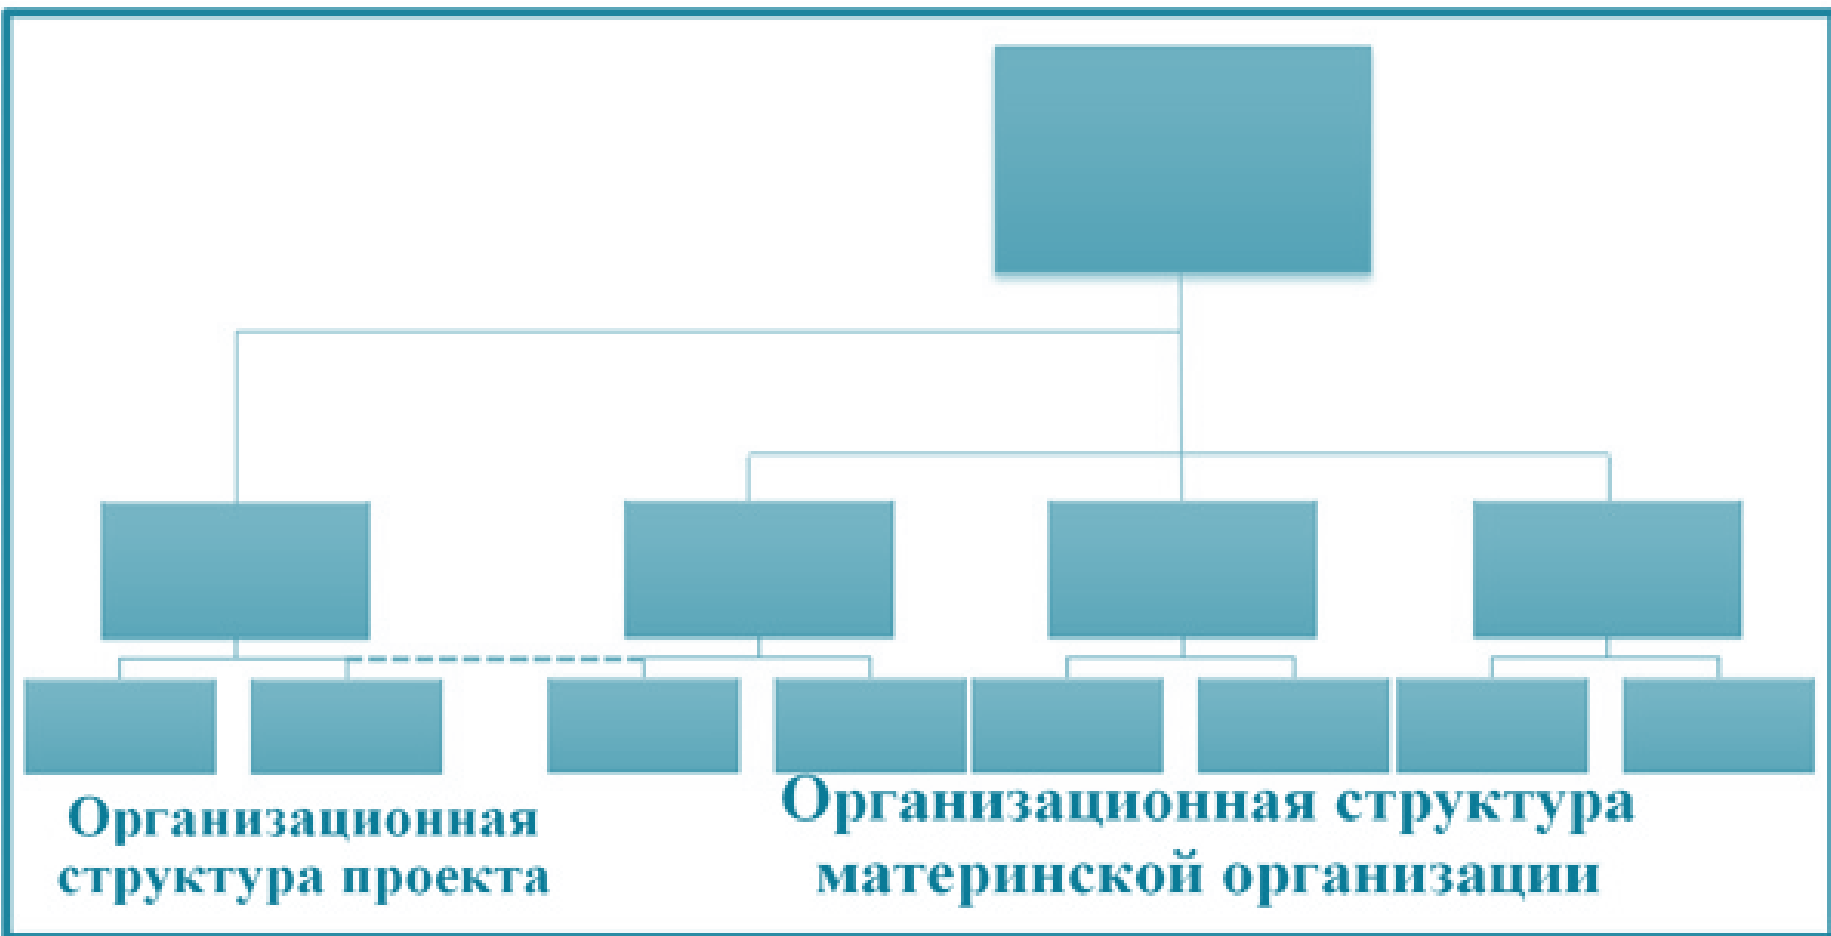 Организационная
структура проекта
Организационная структура
материнской организации